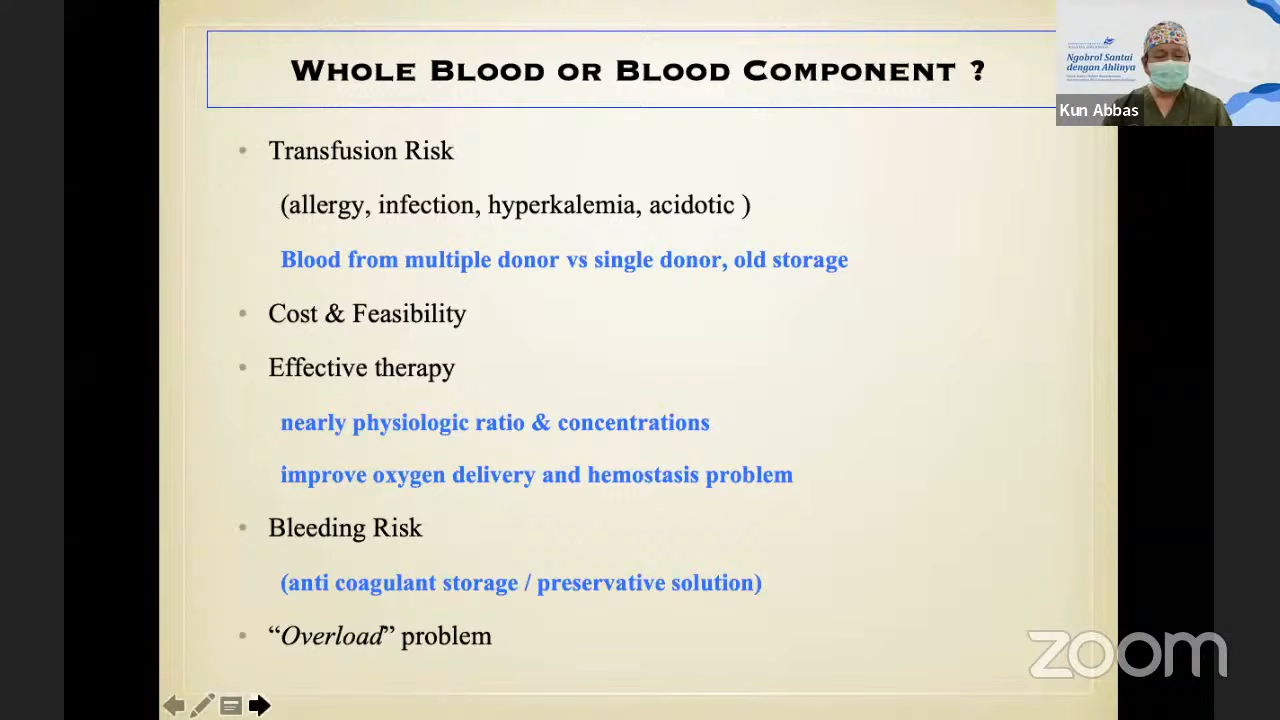 WHOLE BLOOD OR BLOOD COMPONENT ?
Ngobrol Santai
dengan Ahlinya
Kun Abbas
• Transfusion Risk
(allergy, infection, hyperkalemia, acidotic )
Blood from multiple donor vs single donor, old storage
• Cost & Feasibility
• Effective therapy
nearly physiologic ratio & concentrations
improve oxygen delivery and hemostasis problem
• Bleeding Risk
(anti coagulant storage / preservative solution)
• “Overload” problem
zoom